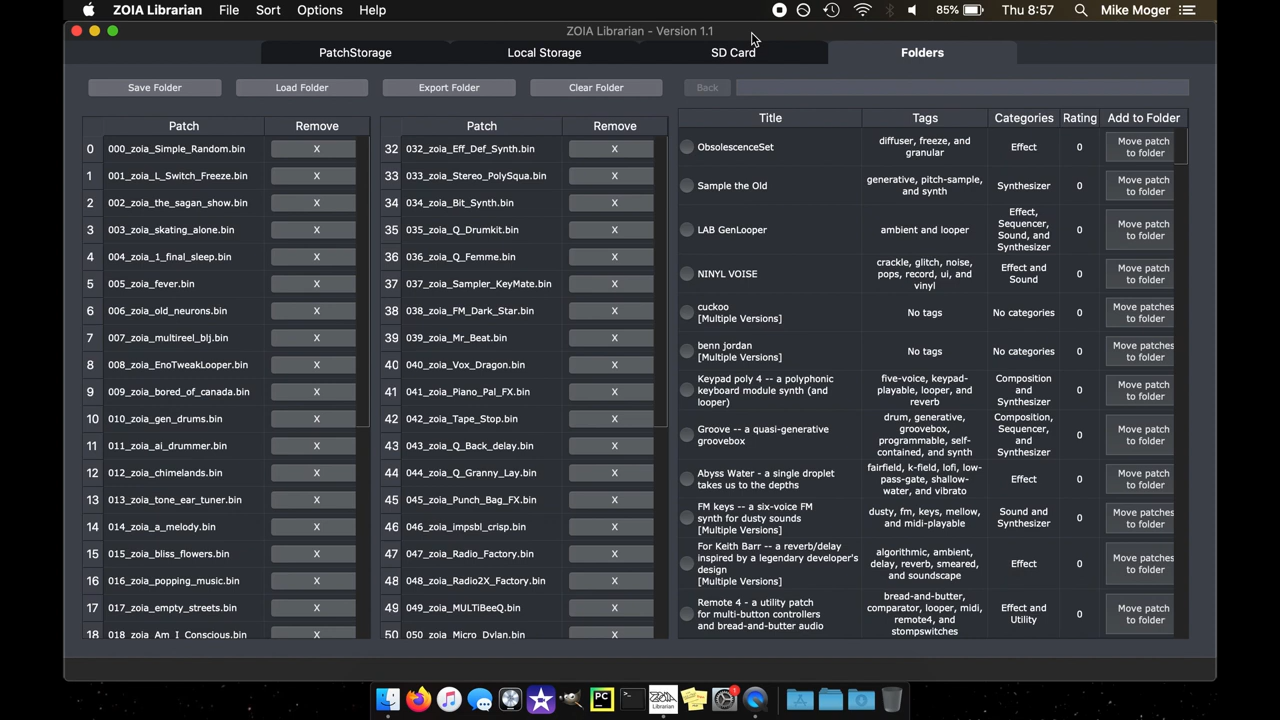 ZOIA Librarian File Sort Options Help 85% Thu 8:57 Mike Moger
ZOIA Librarian - Version 1.1
PatchStorage Local Storage SD Card Folders
Save Folder Load Folder Export Folder Clear Folder Back
Patch Remove
0 000_zoia_Simple_Random.bin X
1 001_zoia_L_Switch_Freeze.bin X
2 002_zoia_the_sagan_show.bin X
3 003_zoia_skating_alone.bin X
4 004_zoia_1_final_sleep.bin X
5 005_zoia_fever.bin X
6 006_zoia_old_neurons.bin X
7 007_zoia_multireel_blj.bin X
8 008_zoia_EnoTweakLooper.bin X
9 009_zoia_bored_of_canada.bin X
10 010_zoia_gen_drums.bin X
11 011_zoia_ai_drummer.bin X
12 012_zoia_chimelands.bin X
13 013_zoia_tone_ear_tuner.bin X
14 014_zoia_a_melody.bin X
15 015_zoia_bliss_flowers.bin X
16 016_zoia_popping_music.bin X
17 017_zoia_empty_streets.bin X
18 018_zoia_Am_I_Conscious.bin X
Patch Remove
32 032_zoia_Eff_Def_Synth.bin X
33 033_zoia_Stereo_PolySqua.bin X
34 034_zoia_Bit_Synth.bin X
35 035_zoia_Q_Drumkit.bin X
36 036_zoia_Q_Femme.bin X
37 037_zoia_Sampler_KeyMate.bin X
38 038_zoia_FM_Dark_Star.bin X
39 039_zoia_Mr_Beat.bin X
40 040_zoia_Vox_Dragon.bin X
41 041_zoia_Piano_Pal_FX.bin X
42 042_zoia_Tape_Stop.bin X
43 043_zoia_Q_Back_delay.bin X
44 044_zoia_Q_Granny_Lay.bin X
45 045_zoia_Punch_Bag_FX.bin X
46 046_zoia_impsbl_crisp.bin X
47 047_zoia_Radio_Factory.bin X
48 048_zoia_Radio2X_Factory.bin X
49 049_zoia_MULTiBeeQ.bin X
50 050_zoia_Micro_Dylan.bin X
Title Tags Categories Rating Add to Folder
ObsolescenceSet
diffuser, freeze, and
granular
Effect
0
Move patch
to folder
Sample the Old
generative, pitch-sample,
and synth
Synthesizer
0
Move patch
to folder
LAB GenLooper
ambient and looper
Effect,
Sequencer,
Sound, and
Synthesizer
0
Move patch
to folder
NINYL VOISE
crackle, glitch, noise,
pops, record, ui, and
vinyl
Effect and
Sound
0
Move patch
to folder
cuckoo
[Multiple Versions]
No tags
No categories
0
Move patches
to folder
benn jordan
[Multiple Versions]
No tags
No categories
0
Move patches
to folder
Keypad poly 4 -- a polyphonic
keyboard module synth (and
looper)
five-voice, keypad-
playable, looper, and
reverb
Composition
and
Synthesizer
0
Move patch
to folder
Groove -- a quasi-generative
groovebox
drum, generative,
groovebox,
programmable, self-
contained, and synth
Composition,
Sequencer,
and
Synthesizer
0
Move patch
to folder
Abyss Water - a single droplet
takes us to the depths
fairfield, k-field, lofi, low-
pass-gate, shallow-
water, and vibrato
Effect
0
Move patch
to folder
FM keys -- a six-voice FM
synth for dusty sounds
[Multiple Versions]
dusty, fm, keys, mellow,
and midi-playable
Sound and
Synthesizer
0
Move patches
to folder
For Keith Barr -- a reverb/delay
inspired by a legendary developer's
design
[Multiple Versions]
algorithmic, ambient,
delay, reverb, smeared,
and soundscape
Effect
0
Move patches
to folder
Remote 4 - a utility patch
for multi-button controllers
and bread-and-butter audio
bread-and-butter,
comparator, looper, midi,
remote4, and
stompswitches
Effect and
Utility
0
Move patch
to folder
PC
ZOIA
Librarian
1